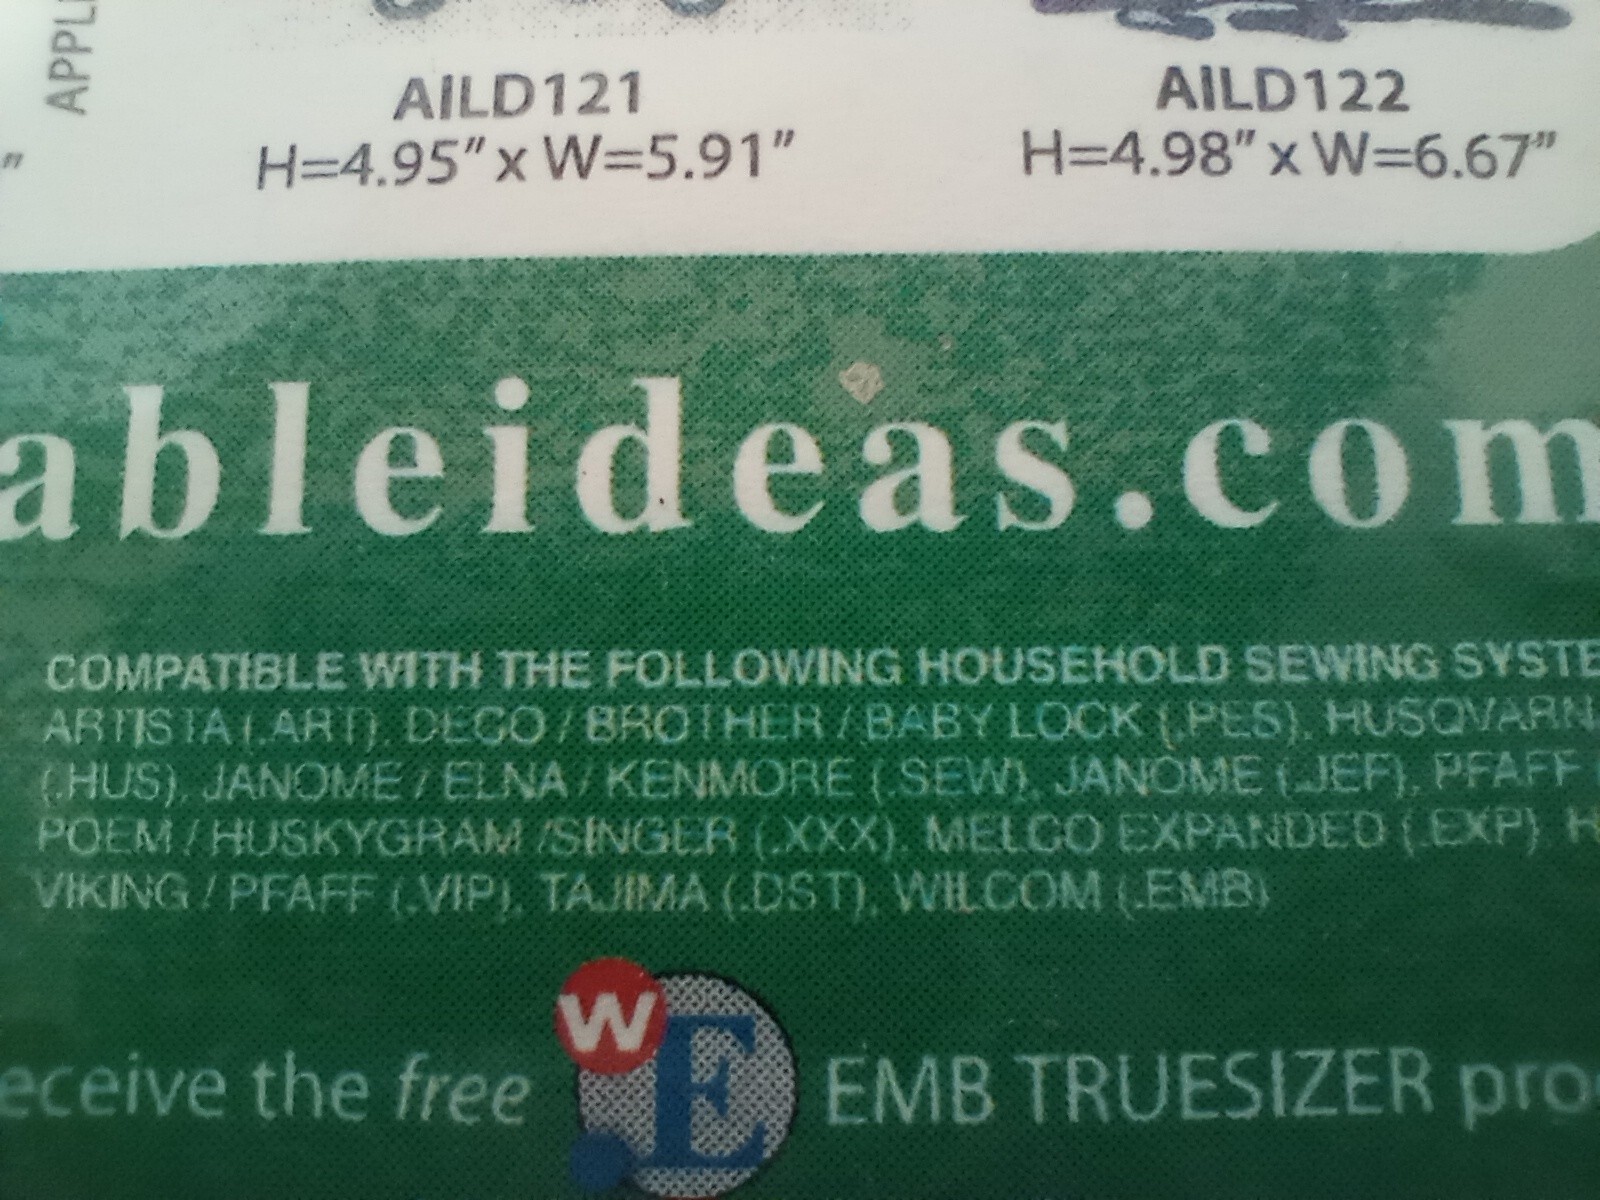 APPLI
AILD121
AILD122
"
H=4.95" x W=5.91"
H=4.98" x W=6.67"
ableideas.com
COMPATIBLE WITH THE FOLLOWING HOUSEHOLD SEWING SYSTE
ARTISTA (.ART), DECO / BROTHER / BABY LOCK (.PES), HUSQVARN
(.HUS), JANOME / ELNA / KENMORE (.SEW), JANOME (.JEF), PFAFF (
POEM / HUSKYGRAM /SINGER (.XXX), MELCO EXPANDED (.EXP), H
VIKING / PFAFF (.VIP), TAJIMA (.DST), WILCOM (.EMB)
eceive the free WE EMB TRUESIZER pro